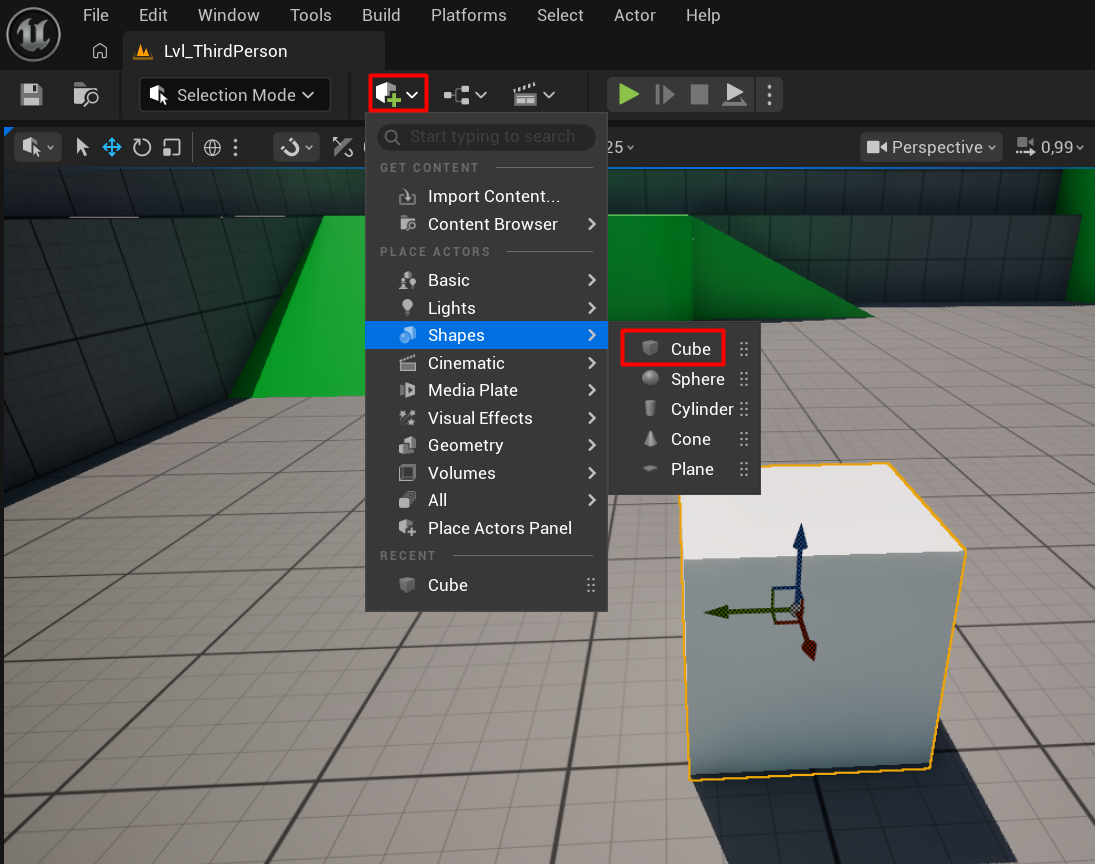 File Edit Window Tools Build Platforms Select Actor Help
Lvl_ThirdPerson
Selection Mode
Start typing to search
25
Perspective
0,99
GET CONTENT
Import Content...
Content Browser
PLACE ACTORS
Basic
Lights
Shapes
Cube
Cinematic
Sphere
Media Plate
Cylinder
Visual Effects
Cone
Geometry
Plane
Volumes
All
Place Actors Panel
RECENT
Cube